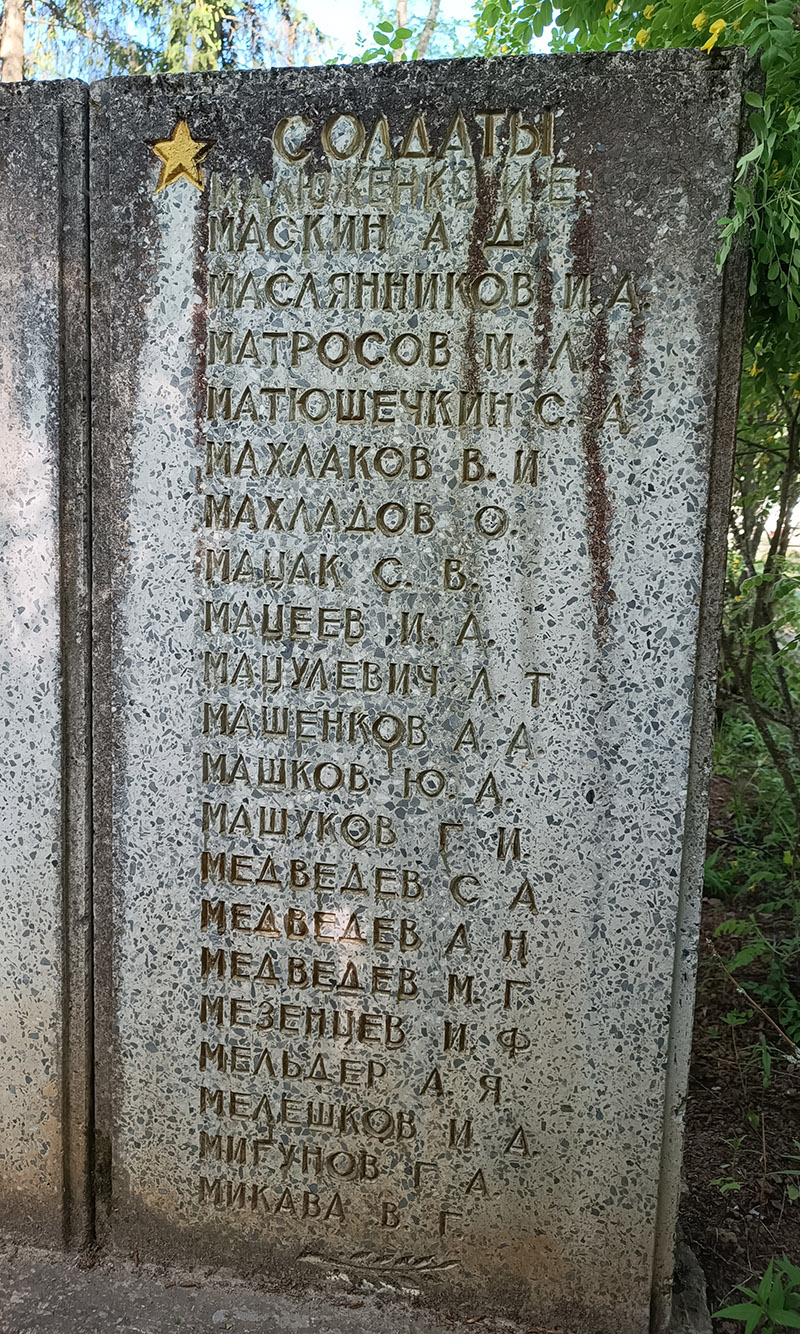 СОЛДАТЫ
МАЛЮЖЕНКО И. Е.
МАСКИН А. Д.
МАСЛЯННИКОВ И. А.
МАТРОСОВ М. Л.
МАТЮШЕЧКИН С. А.
МАХЛАКОВ В. И
МАХЛАДОВ О.
МАЦАК С. В.
МАЦЕЕВ И. А.
МАЦУЛЕВИЧ Л. Т.
МАШЕНКОВ А. А
МАШКОВ Ю. А.
МАШУКОВ Г. И.
МЕДВЕДЕВ С А
МЕДВЕДЕВ А Н
МЕДВЕДЕВ М. Г
МЕЗЕНЦЕВ И. Ф
МЕЛЬДЕР А. Я
МЕЛЕШКОВ И А.
МИГУНОВ Г. А.
МИКАВА В. Г.